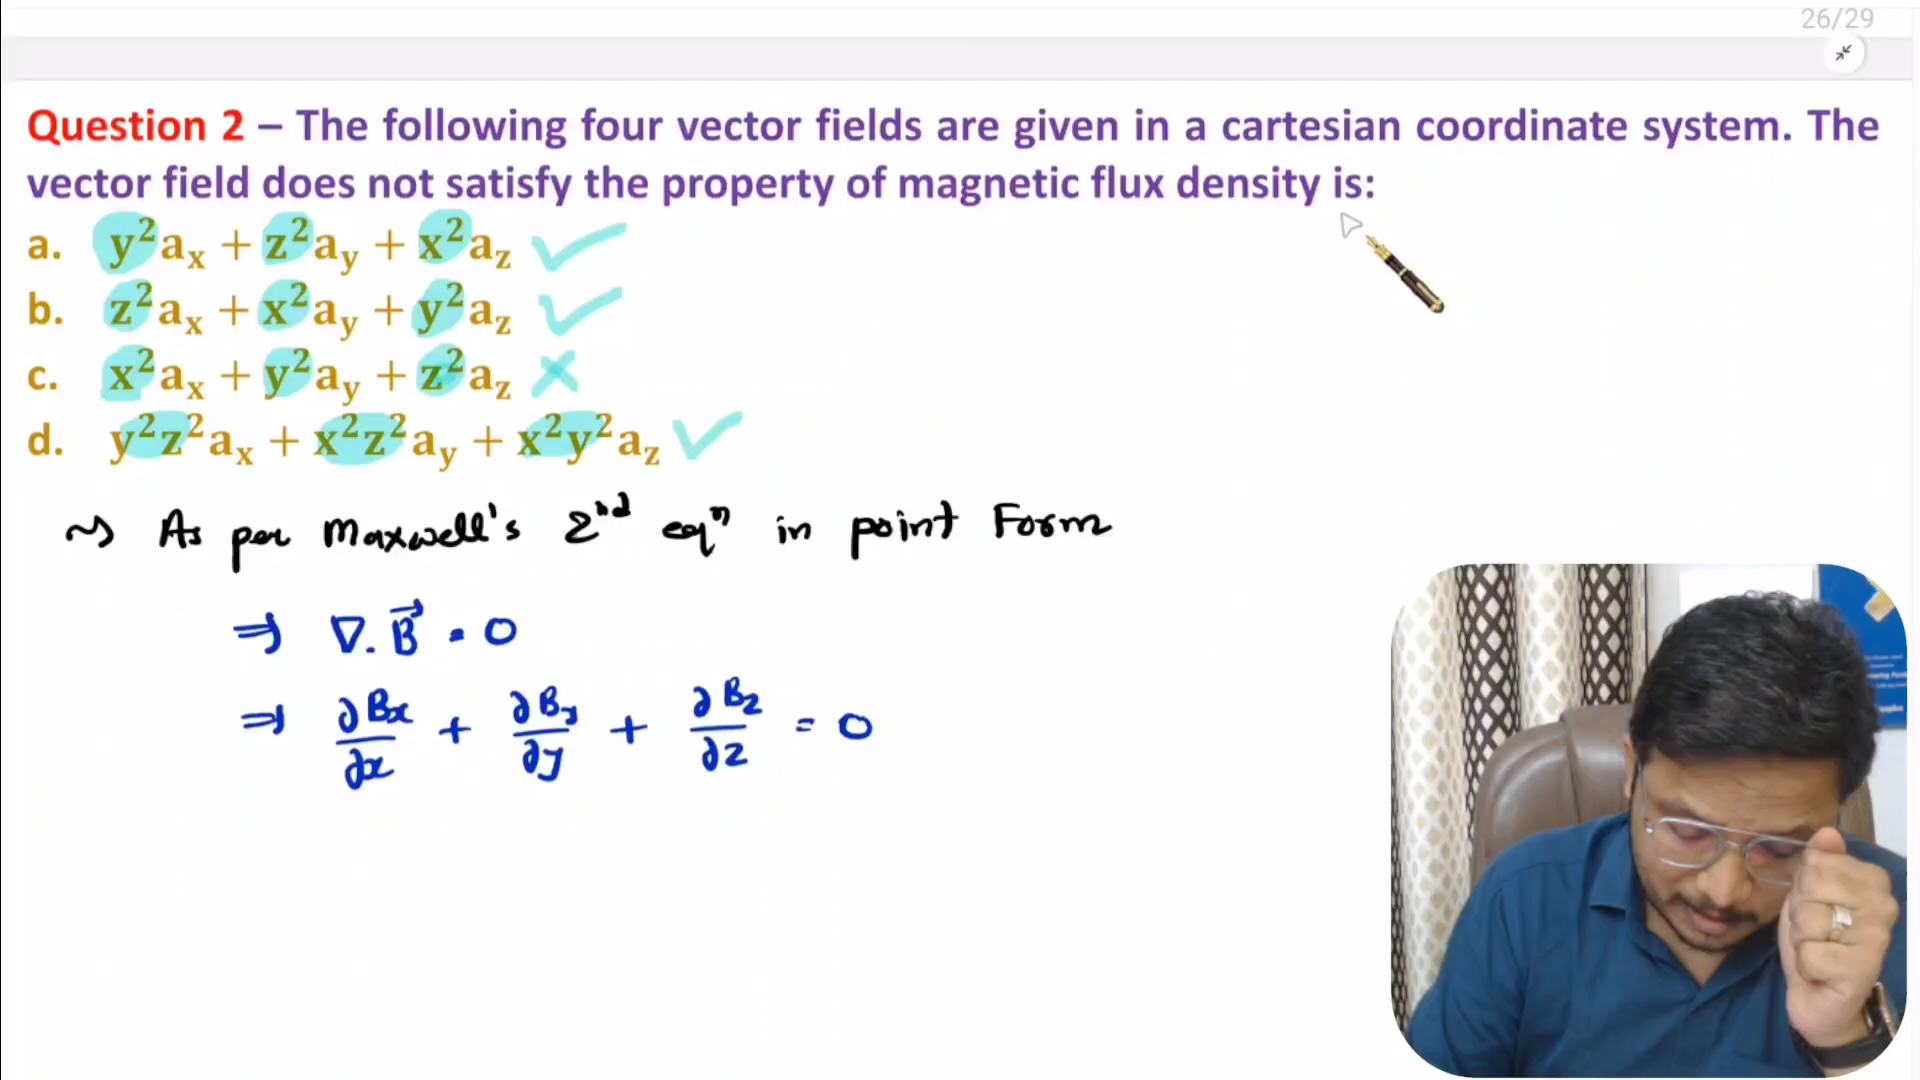 26/29
Question 2 – The following four vector fields are given in a cartesian coordinate system. The
vector field does not satisfy the property of magnetic flux density is:
a. y²aₓ + z²a_y + x²a_z ✓
b. z²aₓ + x²a_y + y²a_z ✓
c. x²aₓ + y²a_y + z²a_z ×
d. y²z²aₓ + x²z²a_y + x²y²a_z ✓
~> As per Maxwell's 2nd eqⁿ in point Form
⇒ ∇. B⃗ = 0
⇒ ∂Bx/∂x + ∂By/∂y + ∂Bz/∂z = 0